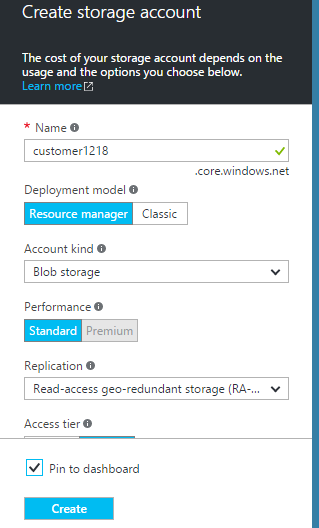 Create storage account
The cost of your storage account depends on the
usage and the options you choose below.
Learn more
* Name
customer1218
.core.windows.net
Deployment model
Resource manager Classic
Account kind
Blob storage
Performance
Standard Premium
Replication
Read-access geo-redundant storage (RA-...
Access tier
Pin to dashboard
Create